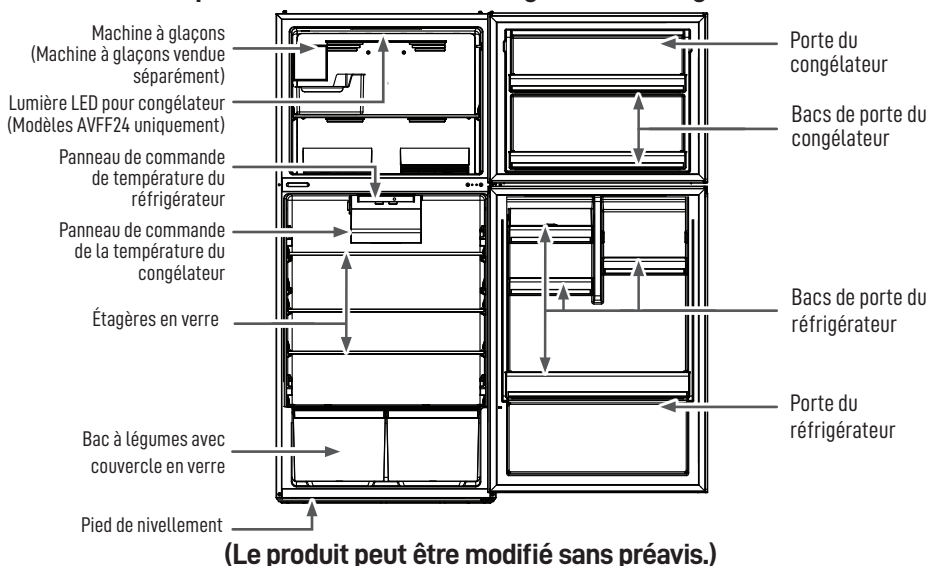 Machine à glaçons
(Machine à glaçons vendue
séparément)
Lumière LED pour congélateur
(Modèles AVFF24 uniquement)
Panneau de commande
de température du
réfrigérateur
Panneau de commande
de la température du
congélateur
Étagères en verre
Bac à légumes avec
couvercle en verre
Pied de nivellement
Porte du
congélateur
Bacs de porte du
congélateur
Bacs de porte du
réfrigérateur
Porte du
réfrigérateur
(Le produit peut être modifié sans préavis.)